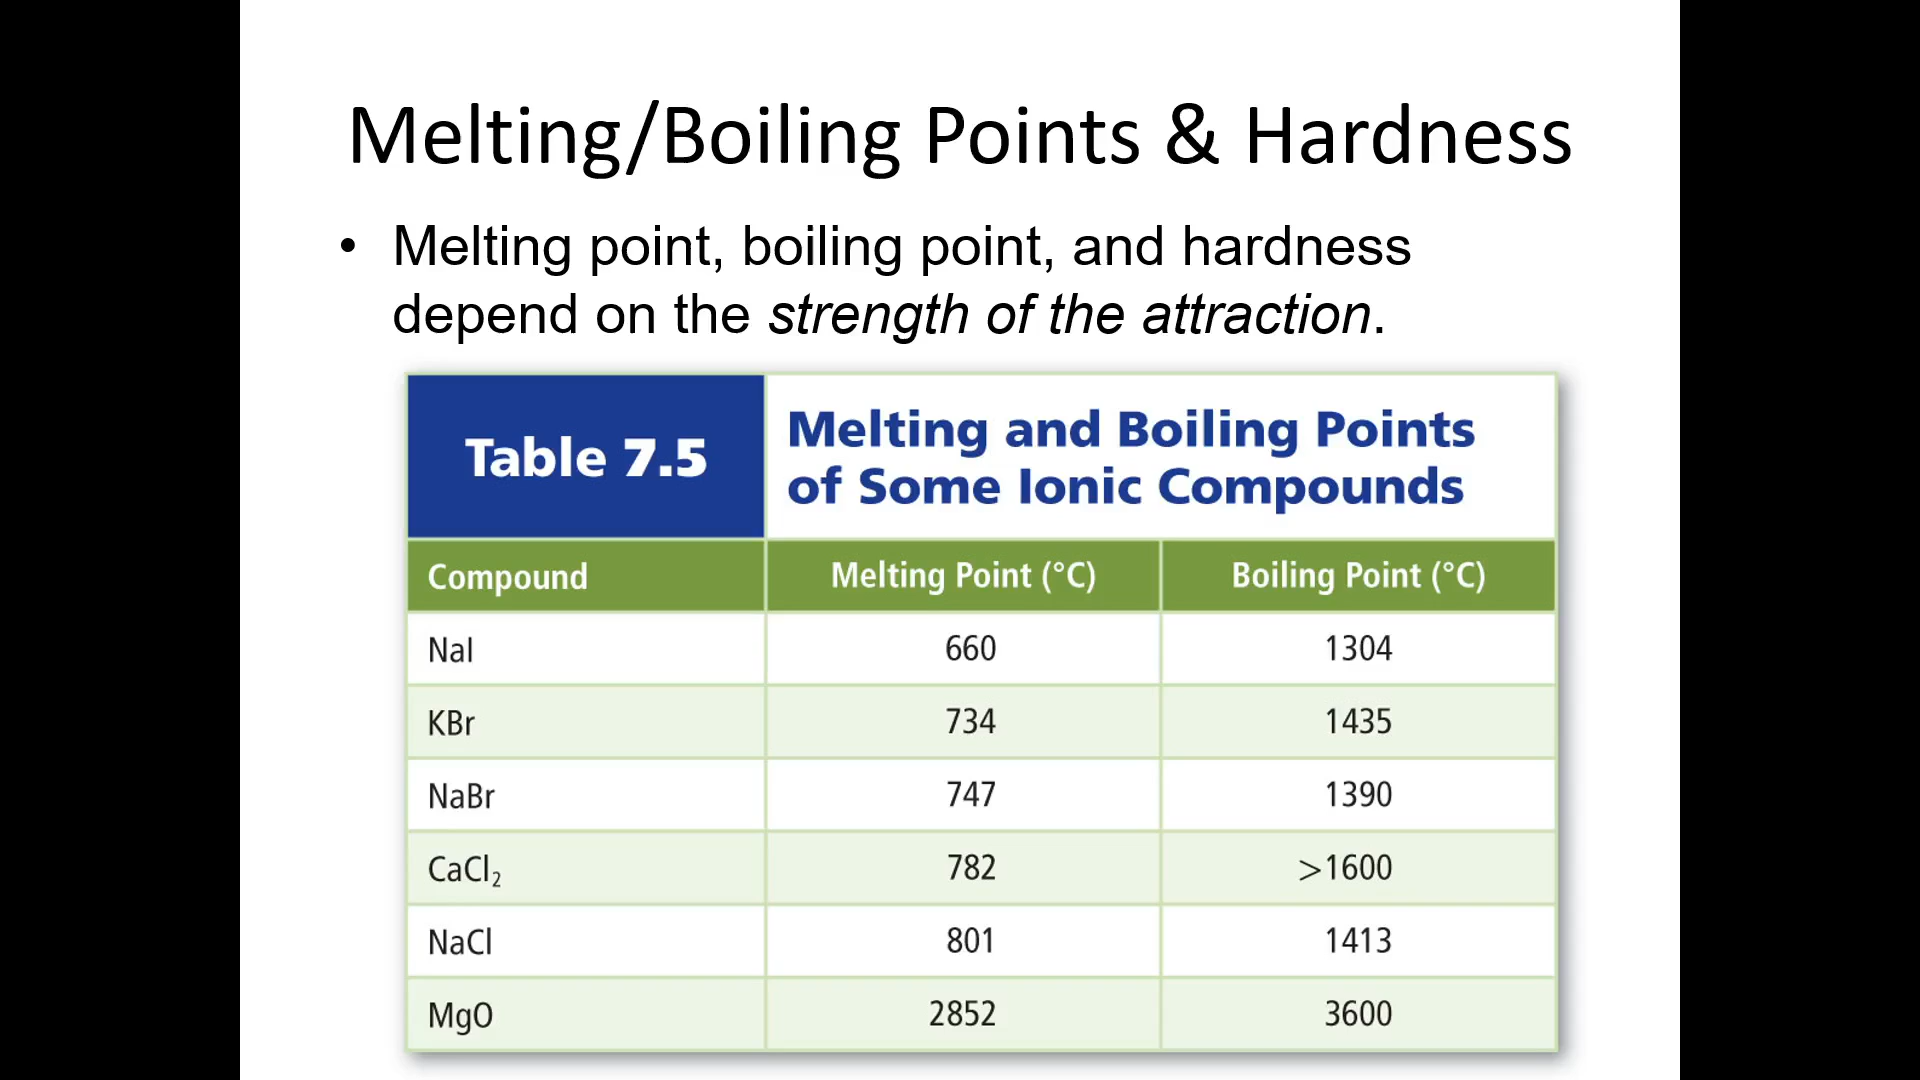 Melting/Boiling Points & Hardness
• Melting point, boiling point, and hardness
depend on the strength of the attraction.
Table 7.5
Melting and Boiling Points
of Some Ionic Compounds
Compound Melting Point (°C) Boiling Point (°C)
NaI 660 1304
KBr 734 1435
NaBr 747 1390
CaCl₂ 782 >1600
NaCl 801 1413
MgO 2852 3600